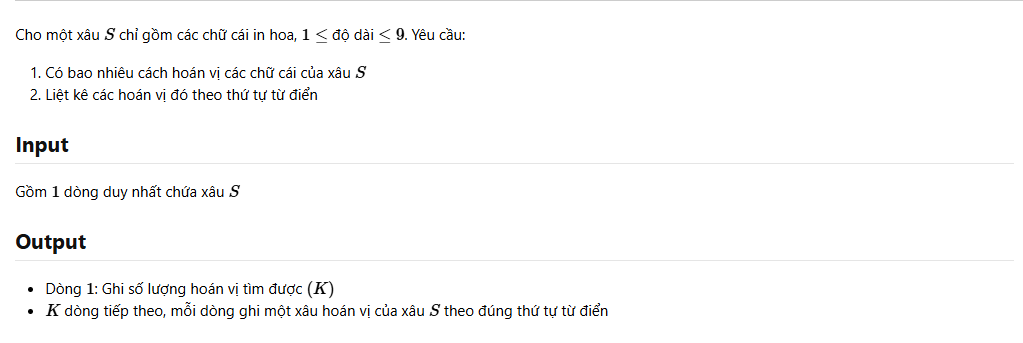 Cho một xâu S chỉ gồm các chữ cái in hoa, 1 ≤ độ dài ≤ 9. Yêu cầu:
1. Có bao nhiêu cách hoán vị các chữ cái của xâu S
2. Liệt kê các hoán vị đó theo thứ tự từ điển
Input
Gồm 1 dòng duy nhất chứa xâu S
Output
• Dòng 1: Ghi số lượng hoán vị tìm được (K)
• K dòng tiếp theo, mỗi dòng ghi một xâu hoán vị của xâu S theo đúng thứ tự từ điển